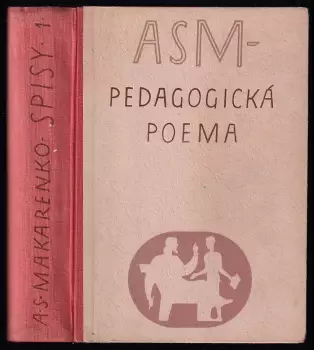 A.S. MAKARENKO. SPISY. 1
ASM-
PEDAGOGICKÁ
POEMA